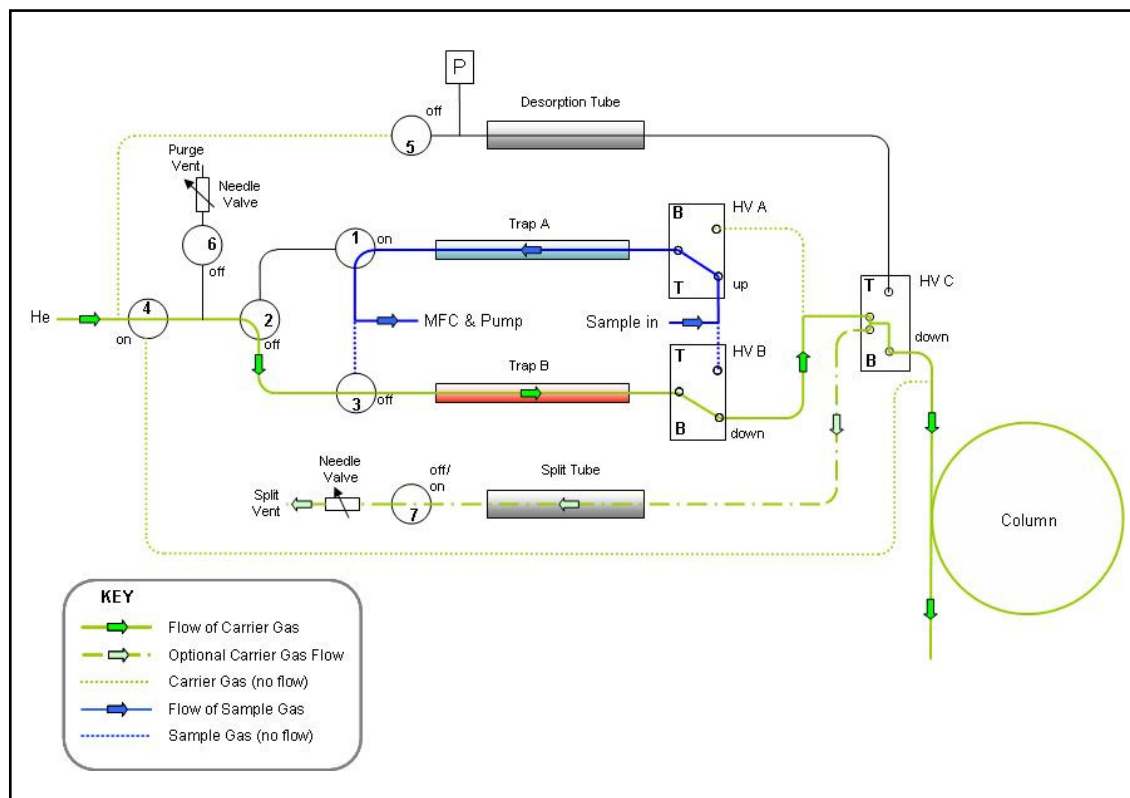 P
off
Desorption Tube
5
Purge
Vent
Needle
Valve
6
off
1
on
Trap A
B
HV A
T
up
He
4
on
2
off
MFC & Pump
Sample in
T
HV C
down
B
3
off
Trap B
T
HV B
B
down
Needle
Valve
off/
on
Split Tube
Split
Vent
7
Column
KEY
Flow of Carrier Gas
Optional Carrier Gas Flow
Carrier Gas (no flow)
Flow of Sample Gas
Sample Gas (no flow)